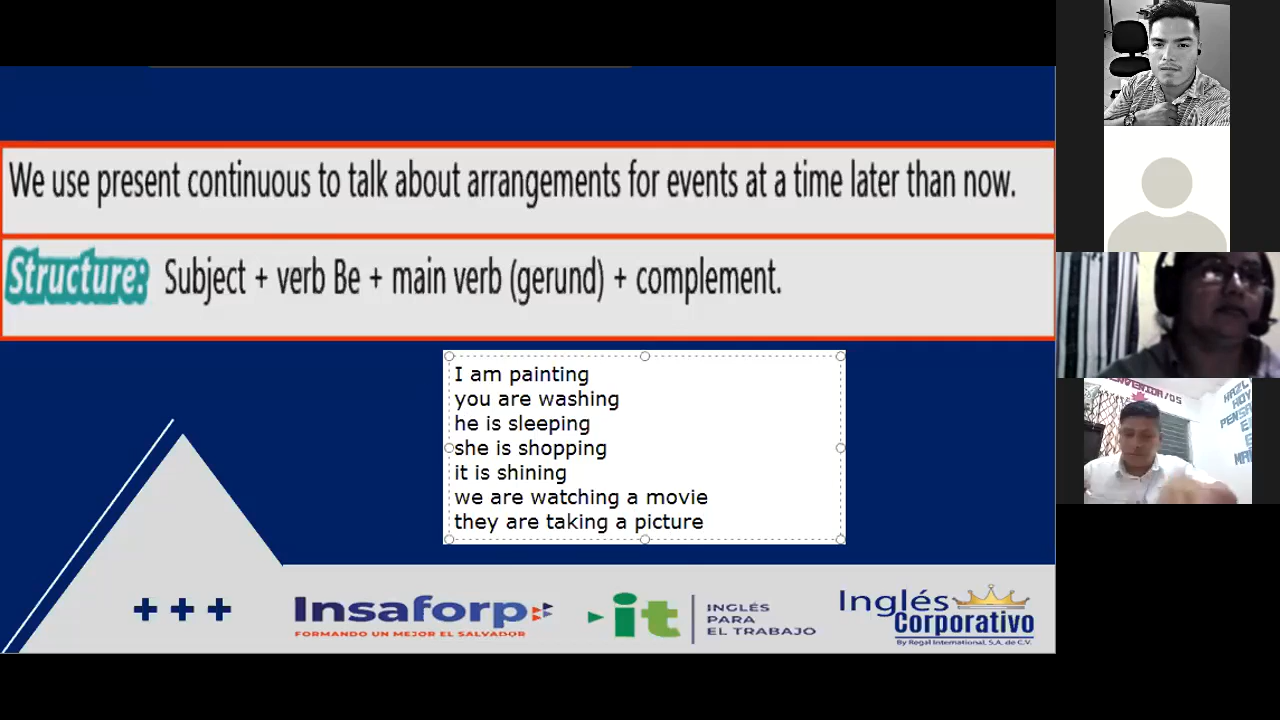 We use present continuous to talk about arrangements for events at a time later than now.
Structure: Subject + verb Be + main verb (gerund) + complement.
I am painting
you are washing
he is sleeping
she is shopping
it is shining
we are watching a movie
they are taking a picture
Insaforp
FORMANDO UN MEJOR EL SALVADOR
it
INGLÉS
PARA
EL TRABAJO
Inglés
Corporativo
By Regal International, S.A. de C.V.